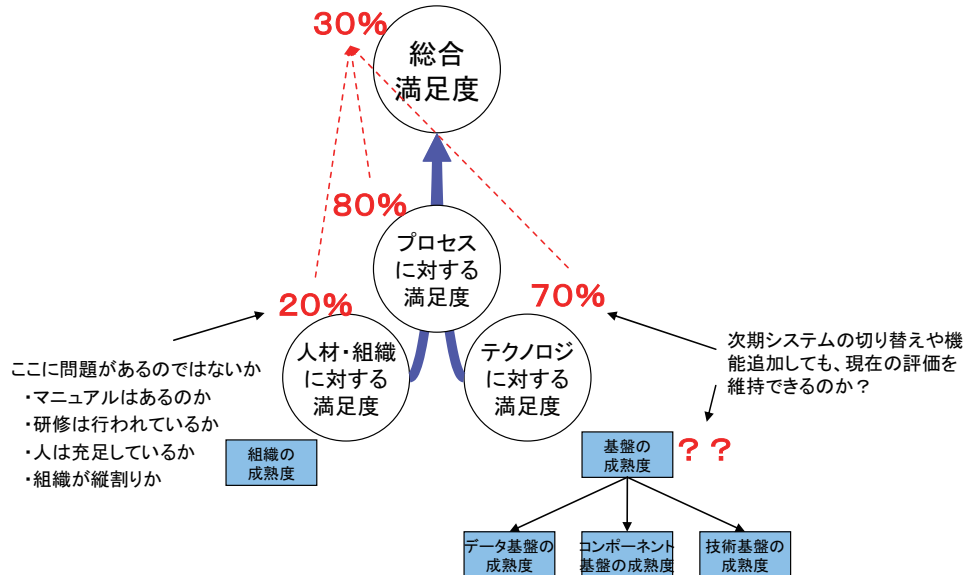 30%
総合
満足度
80%
プロセス
に対する
満足度
20%
70%
人材・組織
に対する
満足度
テクノロジ
に対する
満足度
ここに問題があるのではないか
・マニュアルはあるのか
・研修は行われているか
・人は充足しているか
・組織が縦割りか
組織の
成熟度
次期システムの切り替えや機
能追加しても、現在の評価を
維持できるのか?
基盤の
成熟度
??
データ基盤の
成熟度
コンポーネント
基盤の成熟度
技術基盤の
成熟度